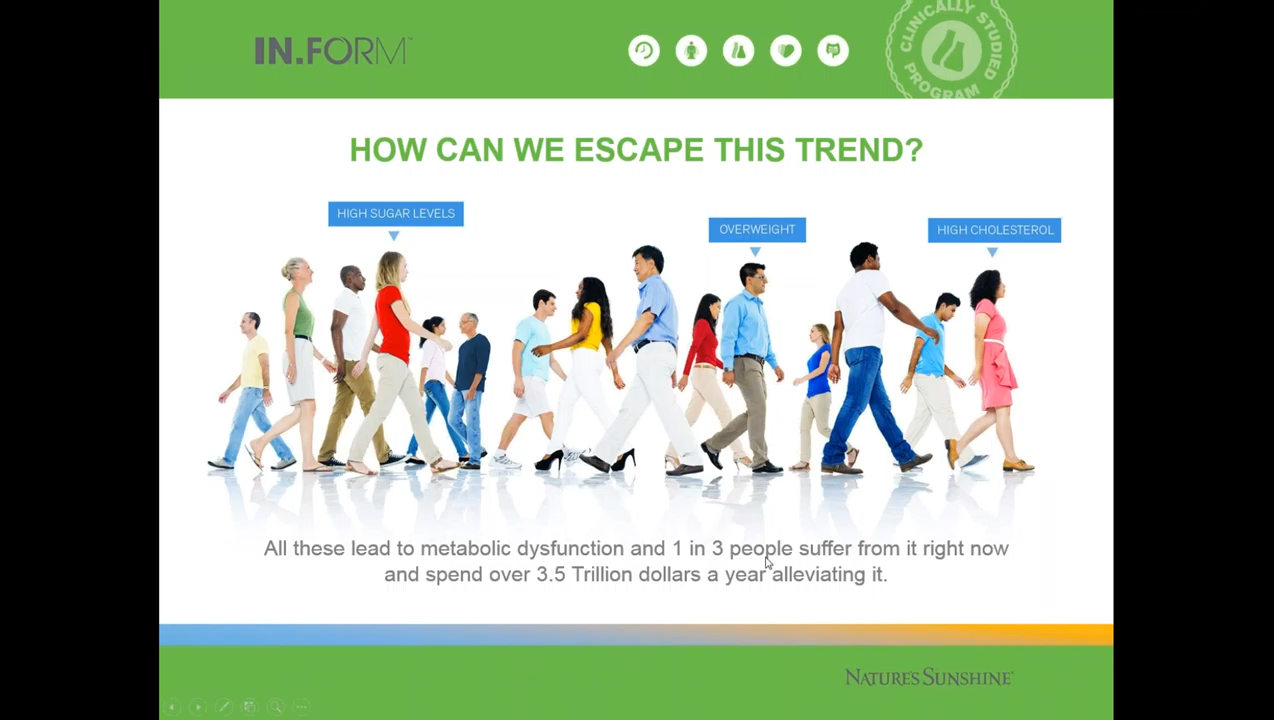 IN.FORM™
CLINICALLY STUDIED
PROGRAM
HOW CAN WE ESCAPE THIS TREND?
HIGH SUGAR LEVELS
OVERWEIGHT
HIGH CHOLESTEROL
All these lead to metabolic dysfunction and 1 in 3 people suffer from it right now
and spend over 3.5 Trillion dollars a year alleviating it.
NATURE'S SUNSHINE®